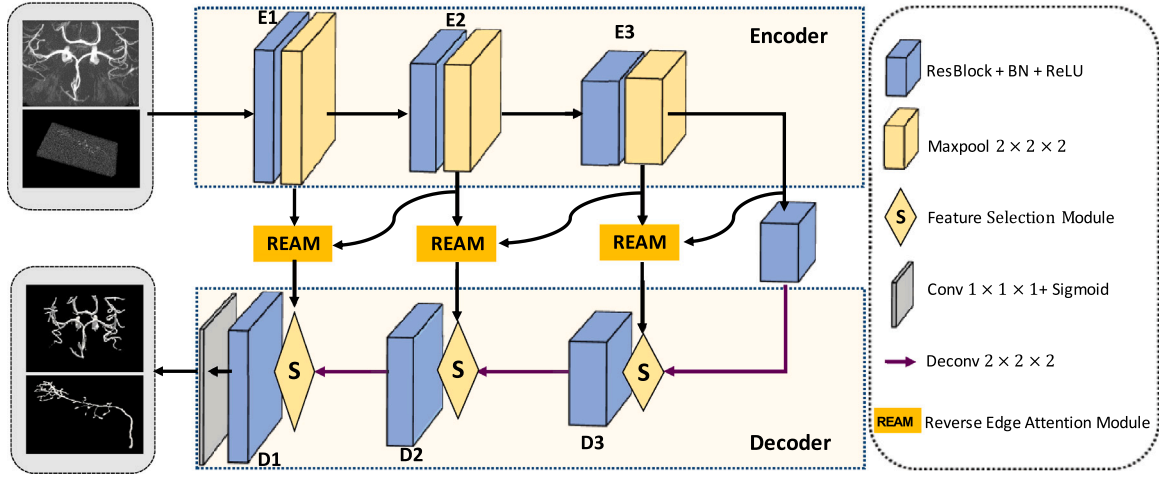 E1
E2
E3
Encoder
REAM
REAM
REAM
S
S
S
D1
D2
D3
Decoder
ResBlock + BN + ReLU
Maxpool 2 × 2 × 2
S
Feature Selection Module
Conv 1 × 1 × 1+ Sigmoid
Deconv 2 × 2 × 2
REAM
Reverse Edge Attention Module